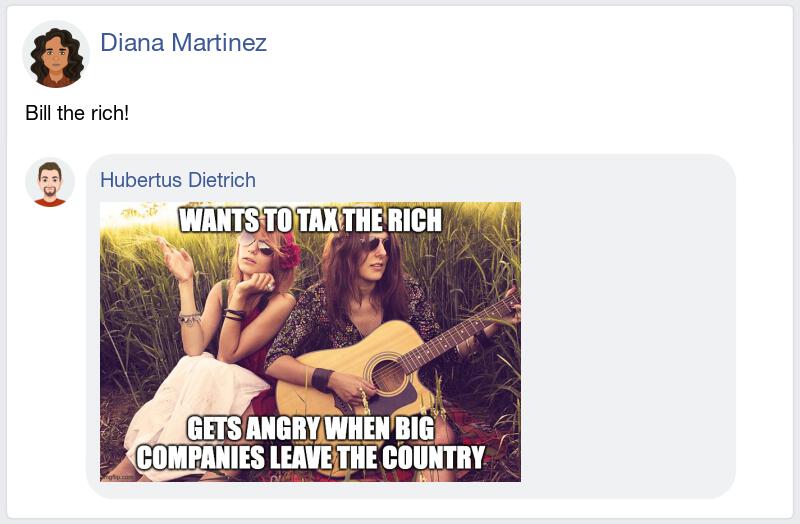 Diana Martinez
Bill the rich!
Hubertus Dietrich
WANTS TO TAX THE RICH
GETS ANGRY WHEN BIG
COMPANIES LEAVE THE COUNTRY
imgflip.com